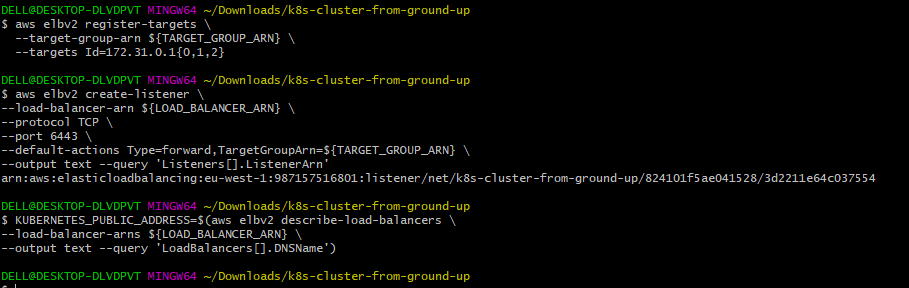 DELL@DESKTOP-DLVDPVT MINGW64 ~/Downloads/k8s-cluster-from-ground-up
$ aws elbv2 register-targets \
  --target-group-arn ${TARGET_GROUP_ARN} \
  --targets Id=172.31.0.1{0,1,2}

DELL@DESKTOP-DLVDPVT MINGW64 ~/Downloads/k8s-cluster-from-ground-up
$ aws elbv2 create-listener \
--load-balancer-arn ${LOAD_BALANCER_ARN} \
--protocol TCP \
--port 6443 \
--default-actions Type=forward,TargetGroupArn=${TARGET_GROUP_ARN} \
--output text --query 'Listeners[].ListenerArn'
arn:aws:elasticloadbalancing:eu-west-1:987157516801:listener/net/k8s-cluster-from-ground-up/824101f5ae041528/3d2211e64c037554

DELL@DESKTOP-DLVDPVT MINGW64 ~/Downloads/k8s-cluster-from-ground-up
$ KUBERNETES_PUBLIC_ADDRESS=$(aws elbv2 describe-load-balancers \
--load-balancer-arns ${LOAD_BALANCER_ARN} \
--output text --query 'LoadBalancers[].DNSName')

DELL@DESKTOP-DLVDPVT MINGW64 ~/Downloads/k8s-cluster-from-ground-up
$